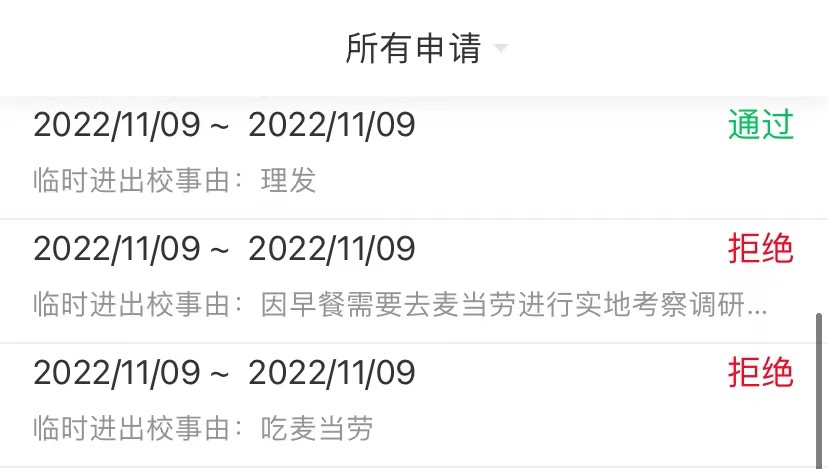 所有申请
2022/11/09 ~ 2022/11/09 通过
临时进出校事由：理发
2022/11/09 ~ 2022/11/09 拒绝
临时进出校事由：因早餐需要去麦当劳进行实地考察调研...
2022/11/09 ~ 2022/11/09 拒绝
临时进出校事由：吃麦当劳